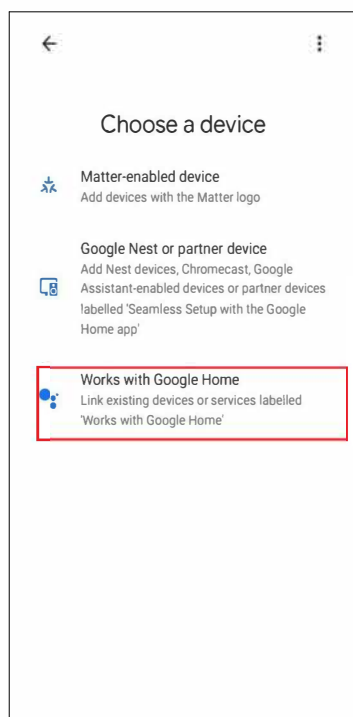 Choose a device
Matter-enabled device
Add devices with the Matter logo
Google Nest or partner device
Add Nest devices, Chromecast, Google
Assistant-enabled devices or partner devices
labelled 'Seamless Setup with the Google
Home app'
Works with Google Home
Link existing devices or services labelled
'Works with Google Home'